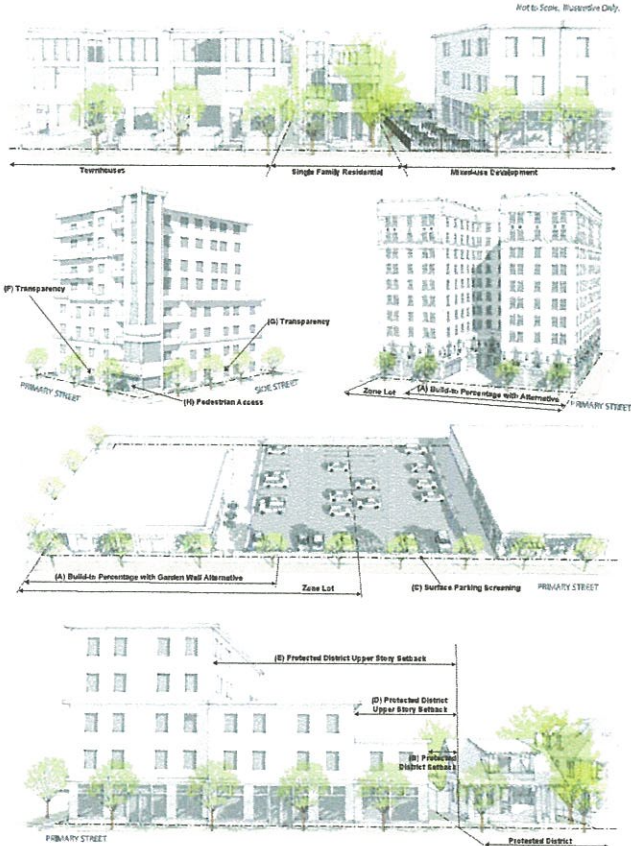 Not to Scale. Illustrative Only.
Townhouses
Single Family Residential
Mixed-use Development
(F) Transparency
(G) Transparency
(H) Pedestrian Access
PRIMARY STREET
SIDE STREET
Zone Lot
(A) Build-to Percentage with Alternative
PRIMARY STREET
(A) Build-to Percentage with Garden Wall Alternative
Zone Lot
(C) Surface Parking Screening
PRIMARY STREET
(E) Protected District Upper Story Setback
(D) Protected District
Upper Story Setback
(B) Protected
District Setback
PRIMARY STREET
Protected District